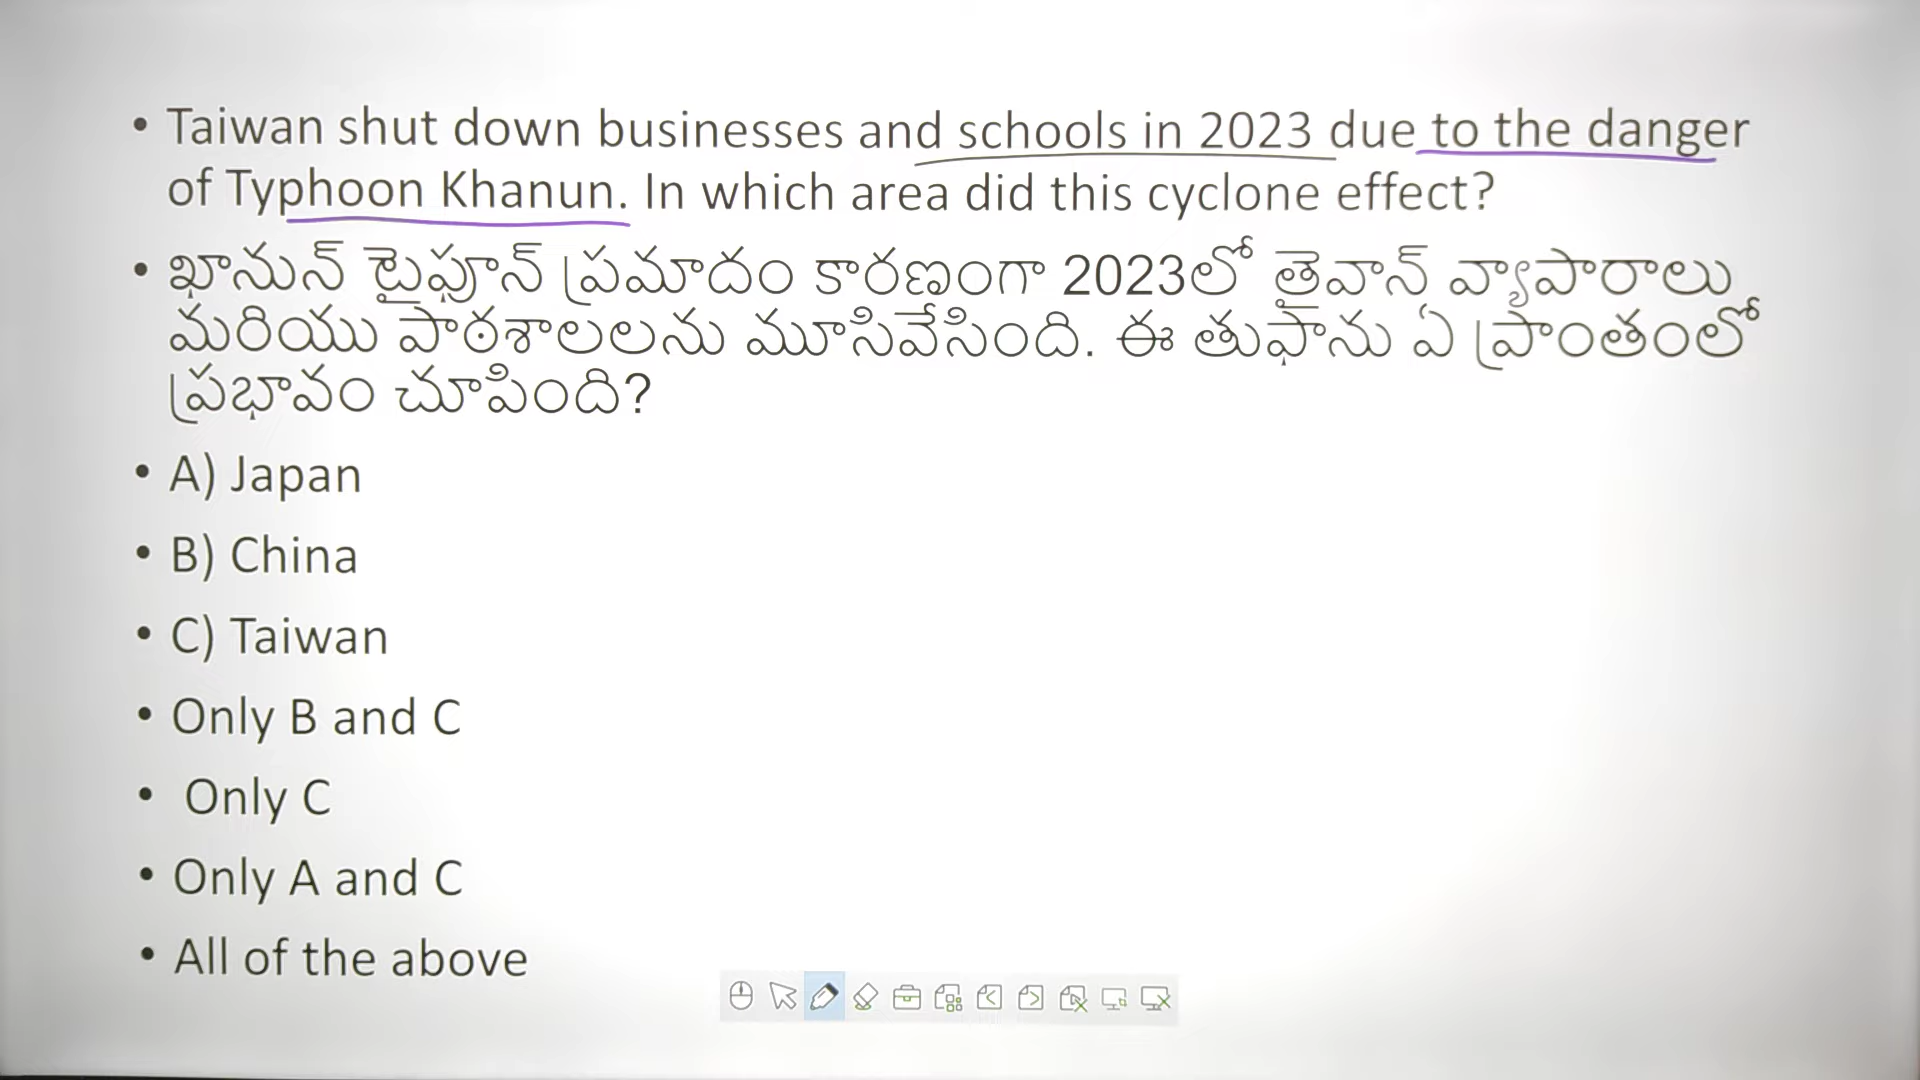 • Taiwan shut down businesses and schools in 2023 due to the danger
of Typhoon Khanun. In which area did this cyclone effect?
• ఖానున్ టైఫూన్ ప్రమాదం కారణంగా 2023లో తైవాన్ వ్యాపారాలు
మరియు పాఠశాలలను మూసివేసింది. ఈ తుఫాను ఏ ప్రాంతంలో
ప్రభావం చూపింది?
• A) Japan
• B) China
• C) Taiwan
• Only B and C
• Only C
• Only A and C
• All of the above